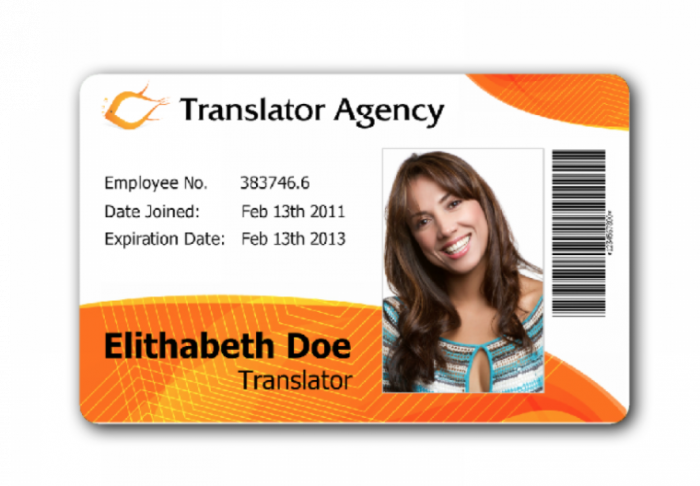 Translator Agency
Employee No. 383746.6
Date Joined: Feb 13th 2011
Expiration Date: Feb 13th 2013
Elithabeth Doe
Translator